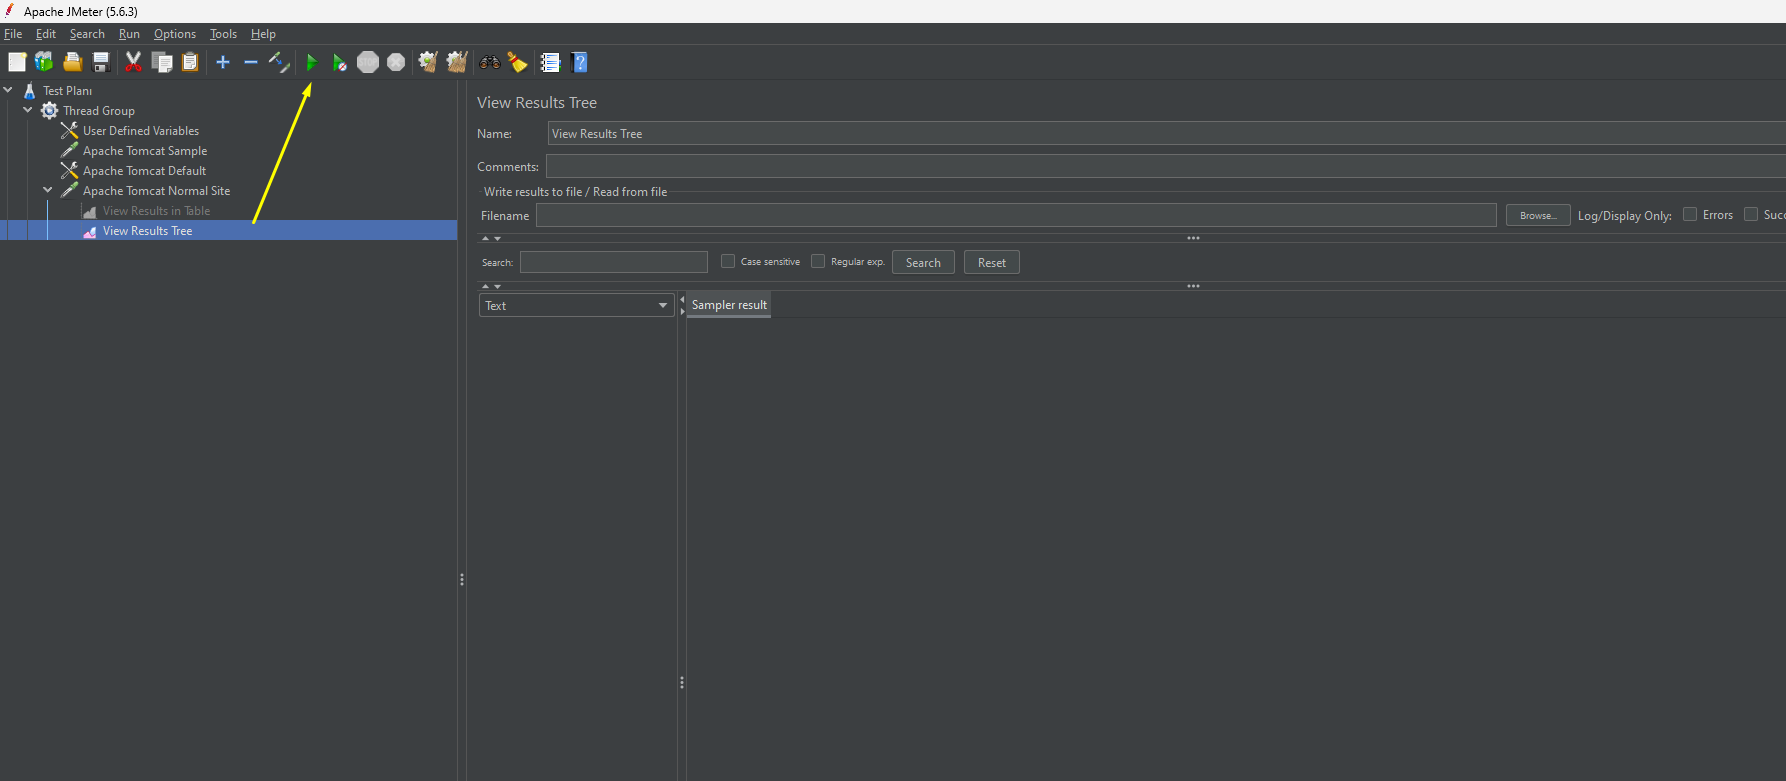 Apache JMeter (5.6.3)
File Edit Search Run Options Tools Help
STOP
?
Test Plan
Thread Group
User Defined Variables
Apache Tomcat Sample
Apache Tomcat Default
Apache Tomcat Normal Site
View Results in Table
View Results Tree
View Results Tree
Name: View Results Tree
Comments:
Write results to file / Read from file
Filename Browse... Log/Display Only: Errors Succ
Search: Case sensitive Regular exp. Search Reset
Text Sampler result